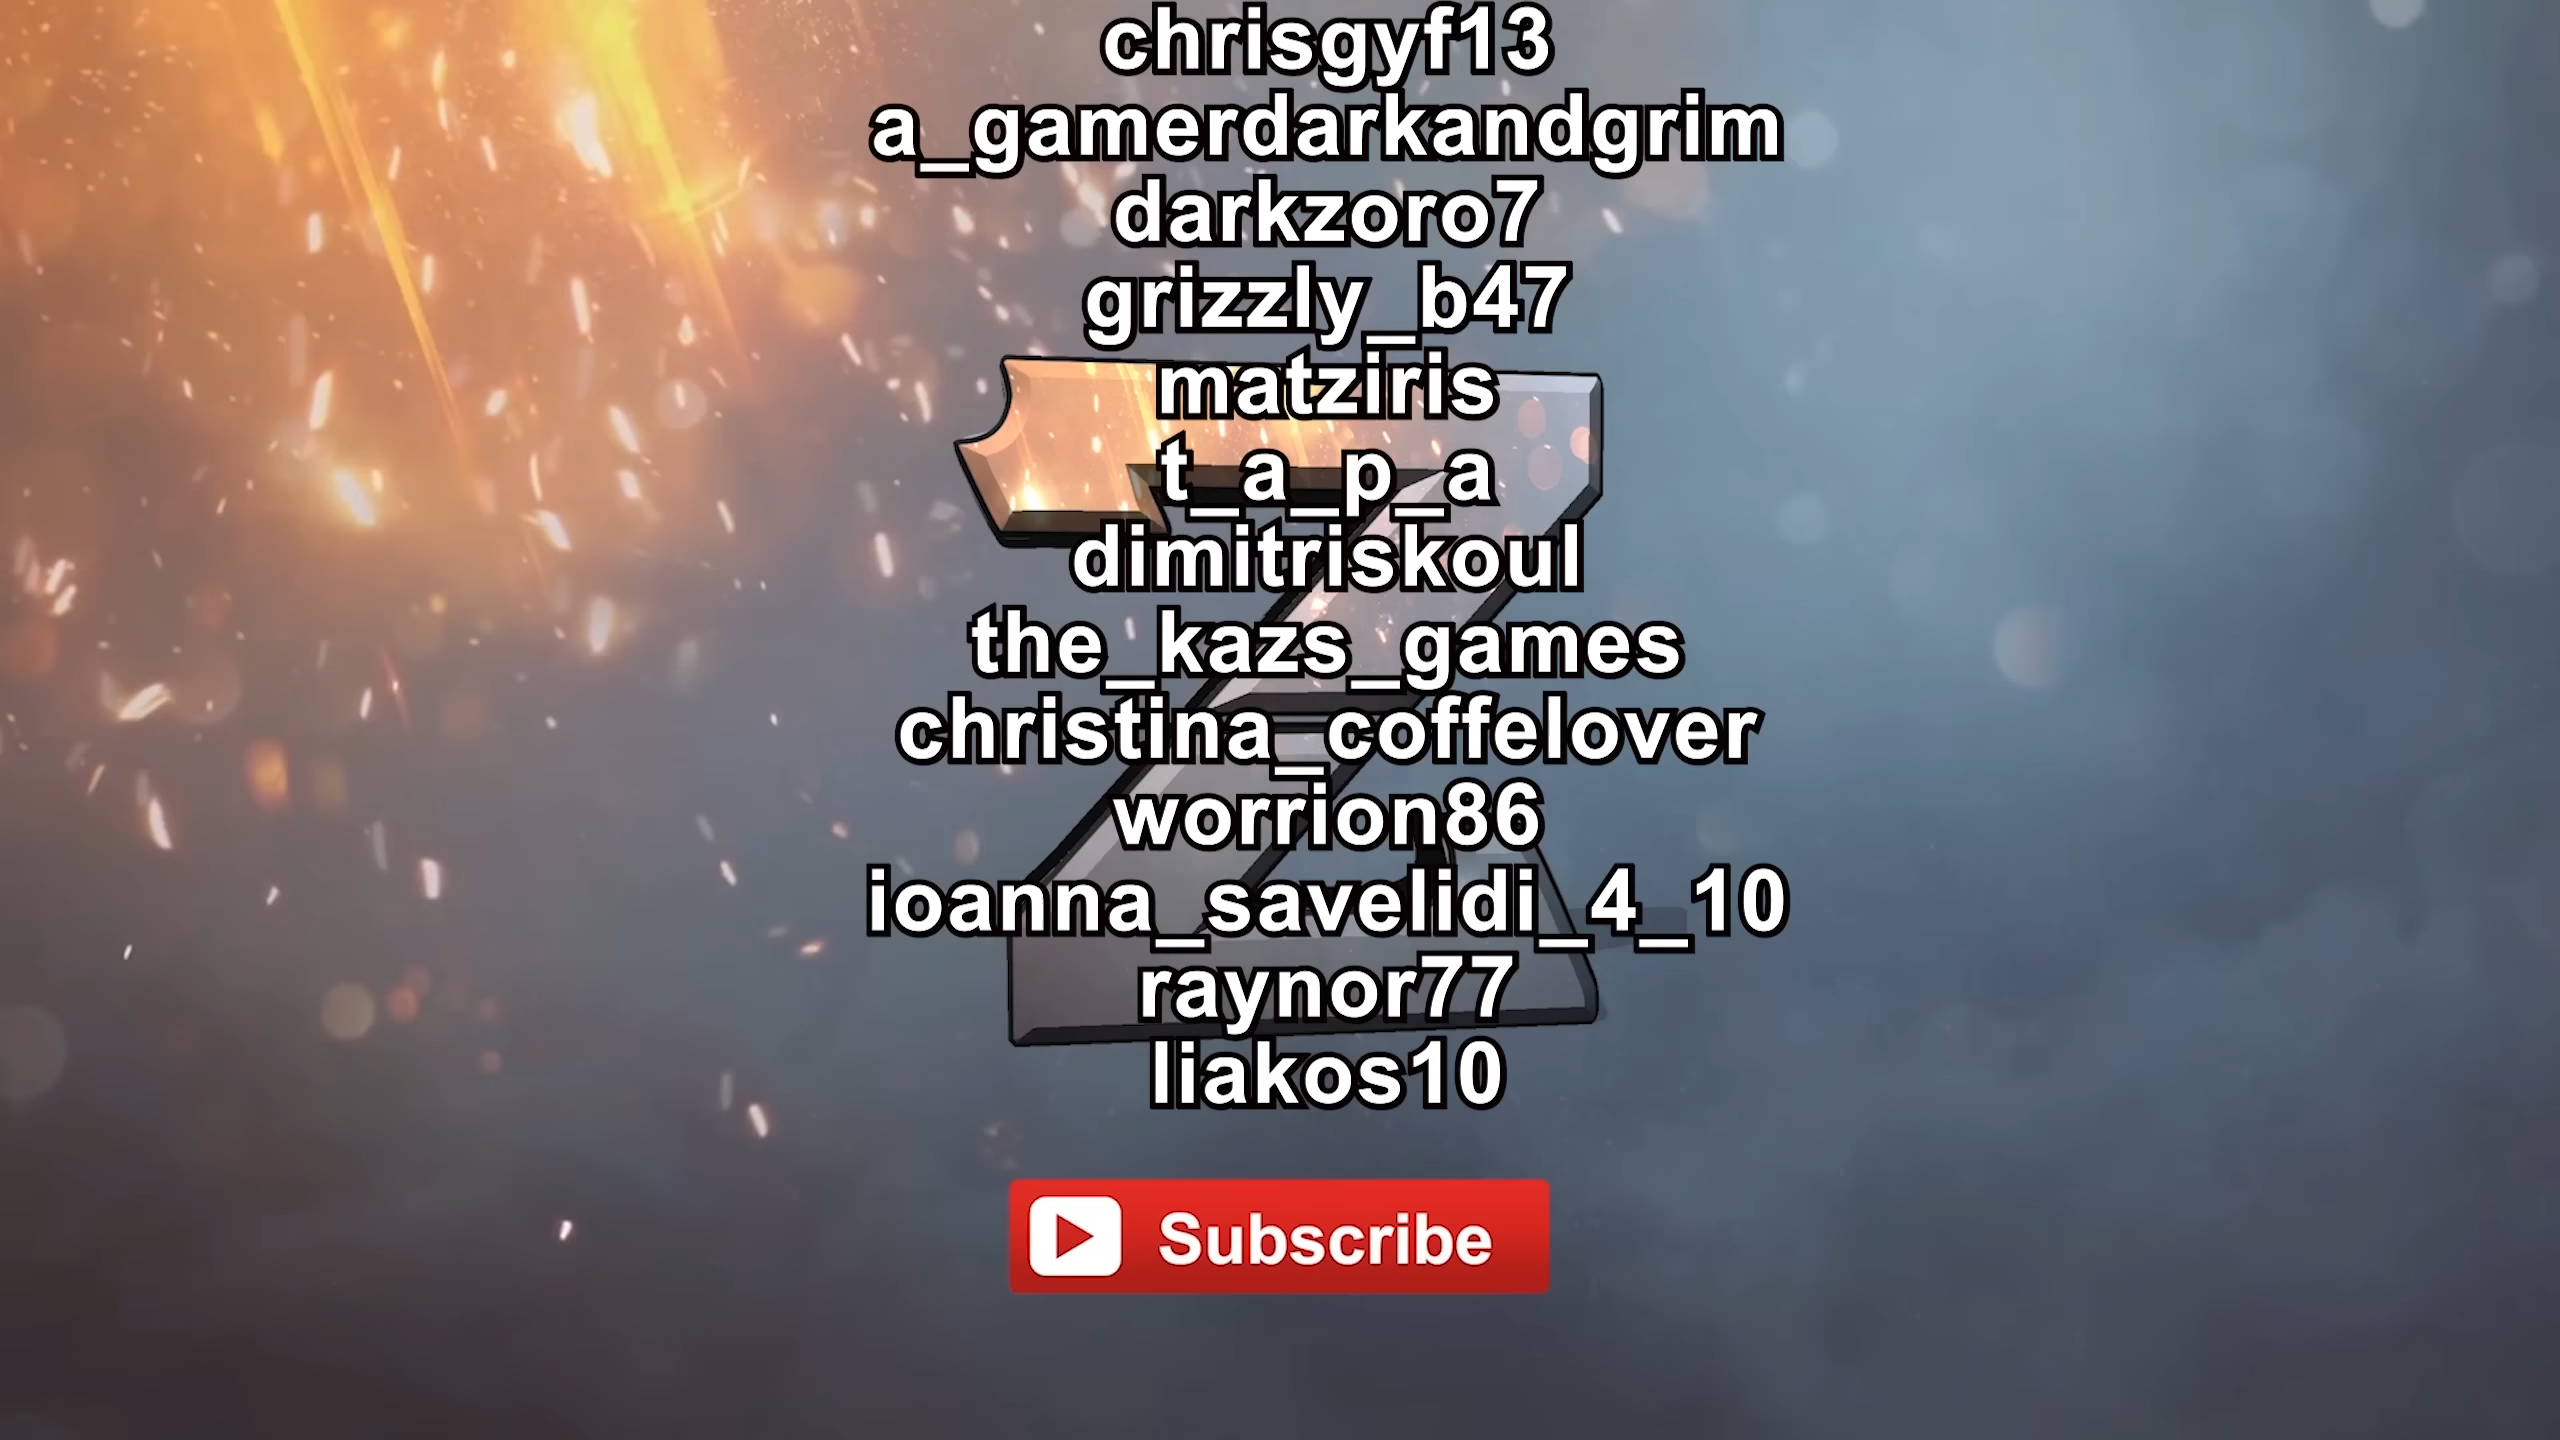 chrisgyf13
a_gamerdarkandgrim
darkzoro7
grizzly_b47
matziris
t_a_p_a
dimitriskoul
the_kazs_games
christina_coffelover
worrion86
ioanna_savelidi_4_10
raynor77
liakos10
Subscribe